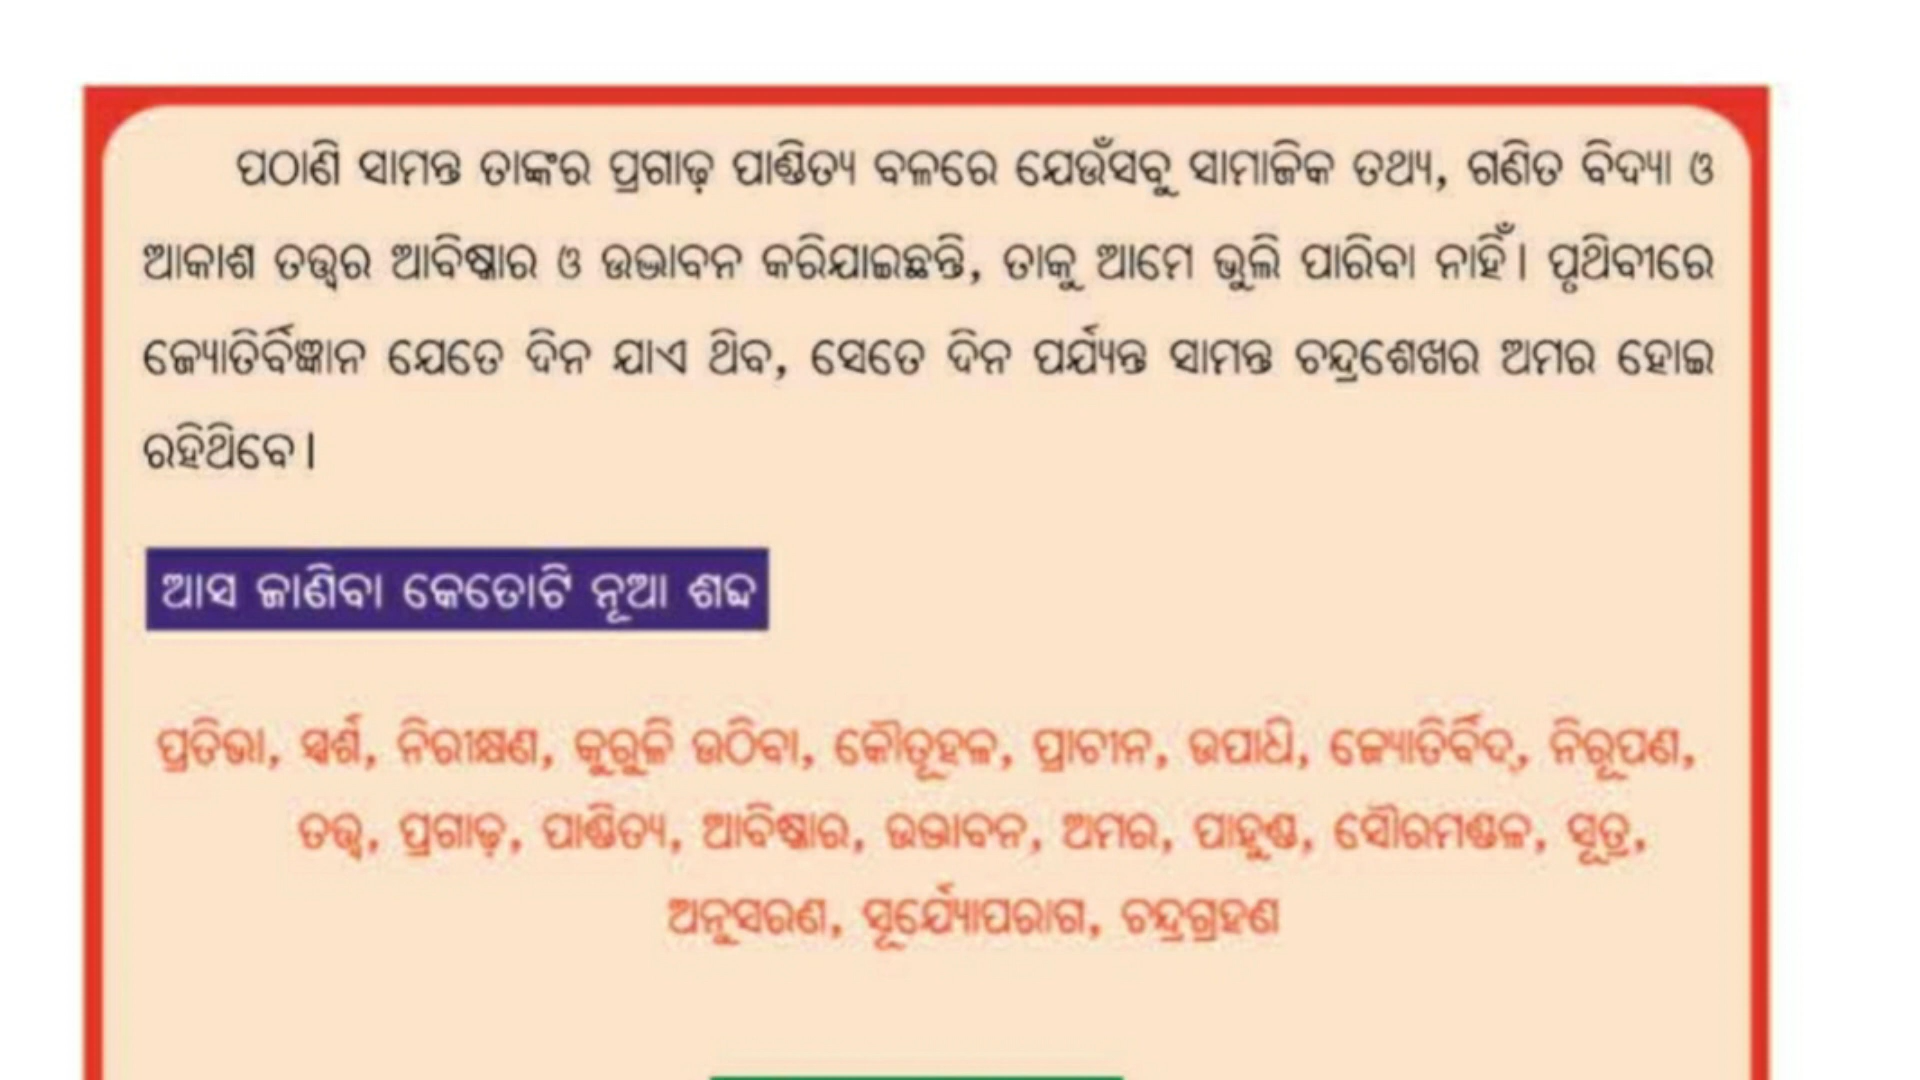 ପଠାଣି ସାମନ୍ତ ତାଙ୍କର ପ୍ରଗାଢ଼ ପାଣ୍ଡିତ୍ୟ ବଳରେ ଯେଉଁସବୁ ସାମାଜିକ ତଥ୍ୟ, ଗଣିତ ବିଦ୍ୟା ଓ
ଆକାଶ ତତ୍ତ୍ୱର ଆବିଷ୍କାର ଓ ଉଦ୍ଭାବନ କରିଯାଇଛନ୍ତି, ତାକୁ ଆମେ ଭୁଲି ପାରିବା ନାହିଁ। ପୃଥିବୀରେ
ଜ୍ୟୋତିର୍ବିଜ୍ଞାନ ଯେତେ ଦିନ ଯାଏ ଥିବ, ସେତେ ଦିନ ପର୍ଯ୍ୟନ୍ତ ସାମନ୍ତ ଚନ୍ଦ୍ରଶେଖର ଅମର ହୋଇ
ରହିଥିବେ।
ଆସ ଜାଣିବା କେତୋଟି ନୂଆ ଶବ୍ଦ
ପ୍ରତିଭା, ସ୍ପର୍ଶ, ନିରୀକ୍ଷଣ, କୁରୁଳି ଉଠିବା, କୌତୂହଳ, ପ୍ରାଚୀନ, ଉପାଧି, ଜ୍ୟୋତିର୍ବିଦ୍, ନିରୂପଣ,
ତତ୍ତ୍ୱ, ପ୍ରଗାଢ଼, ପାଣ୍ଡିତ୍ୟ, ଆବିଷ୍କାର, ଉଦ୍ଭାବନ, ଅମର, ପାହୁଣ୍ଡ, ସୌରମଣ୍ଡଳ, ସୂତ୍ର,
ଅନୁସରଣ, ସୂର୍ଯ୍ୟୋପରାଗ, ଚନ୍ଦ୍ରଗ୍ରହଣ